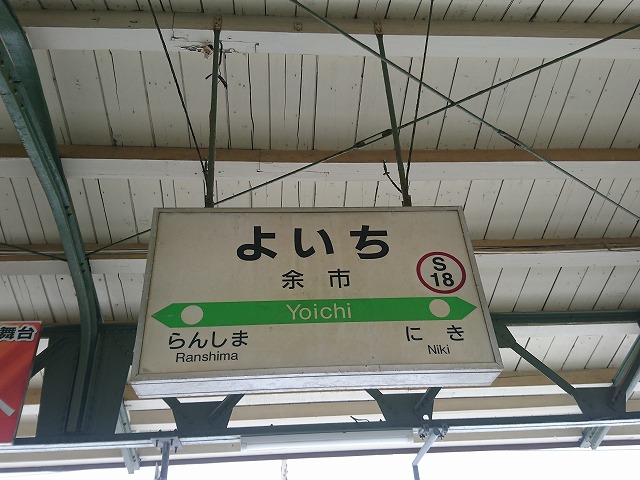 よいち
余市
S
18
Yoichi
らんしま
Ranshima
にき
Niki
舞台